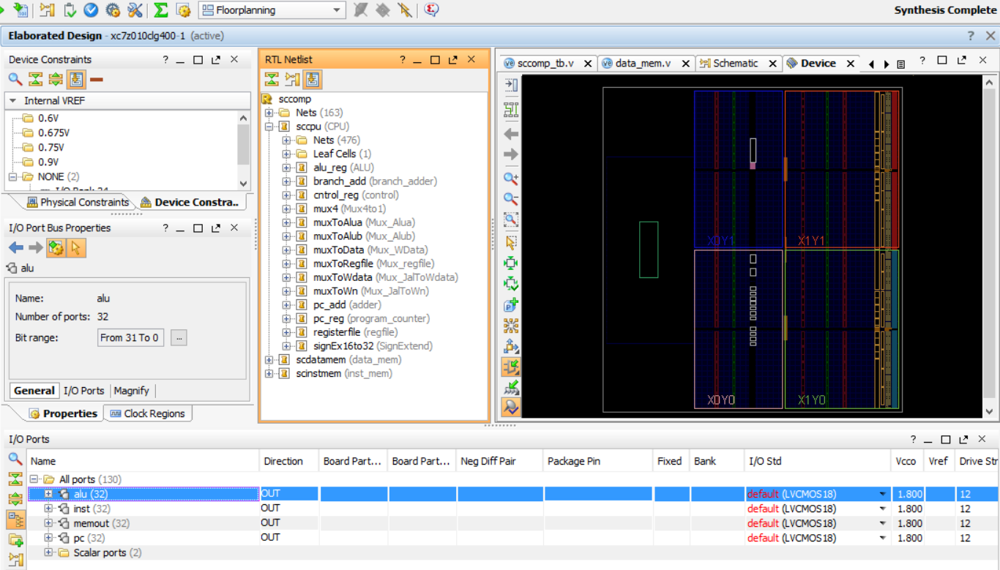 Floorplanning
Synthesis Complete
Elaborated Design - xc7z010clg400-1 (active)
Device Constraints
Internal VREF
0.6V
0.675V
0.75V
0.9V
NONE (2)
I/O Bank 34
Physical Constraints
Device Constra..
I/O Port Bus Properties
alu
Name: alu
Number of ports: 32
Bit range: From 31 To 0 ...
General I/O Ports Magnify
Properties Clock Regions
RTL Netlist
sccomp
Nets (163)
sccpu (CPU)
Nets (476)
Leaf Cells (1)
alu_reg (ALU)
branch_add (branch_adder)
cntrol_reg (control)
mux4 (Mux4to1)
muxToAlua (Mux_Alua)
muxToAlub (Mux_Alub)
muxToData (Mux_WData)
muxToRegfile (Mux_regfile)
muxToWdata (Mux_JalToWdata)
muxToWn (Mux_JalToWn)
pc_add (adder)
pc_reg (program_counter)
registerfile (regfile)
signEx16to32 (SignExtend)
scdatamem (data_mem)
scinstmem (inst_mem)
sccomp_tb.v data_mem.v Schematic Device
X0Y1 X1Y1
X0Y0 X1Y0
I/O Ports
Name Direction Board Part... Board Part... Neg Diff Pair Package Pin Fixed Bank I/O Std Vcco Vref Drive Str
All ports (130)
alu (32) OUT default (LVCMOS18) 1.800 12
inst (32) OUT default (LVCMOS18) 1.800 12
memout (32) OUT default (LVCMOS18) 1.800 12
pc (32) OUT default (LVCMOS18) 1.800 12
Scalar ports (2)